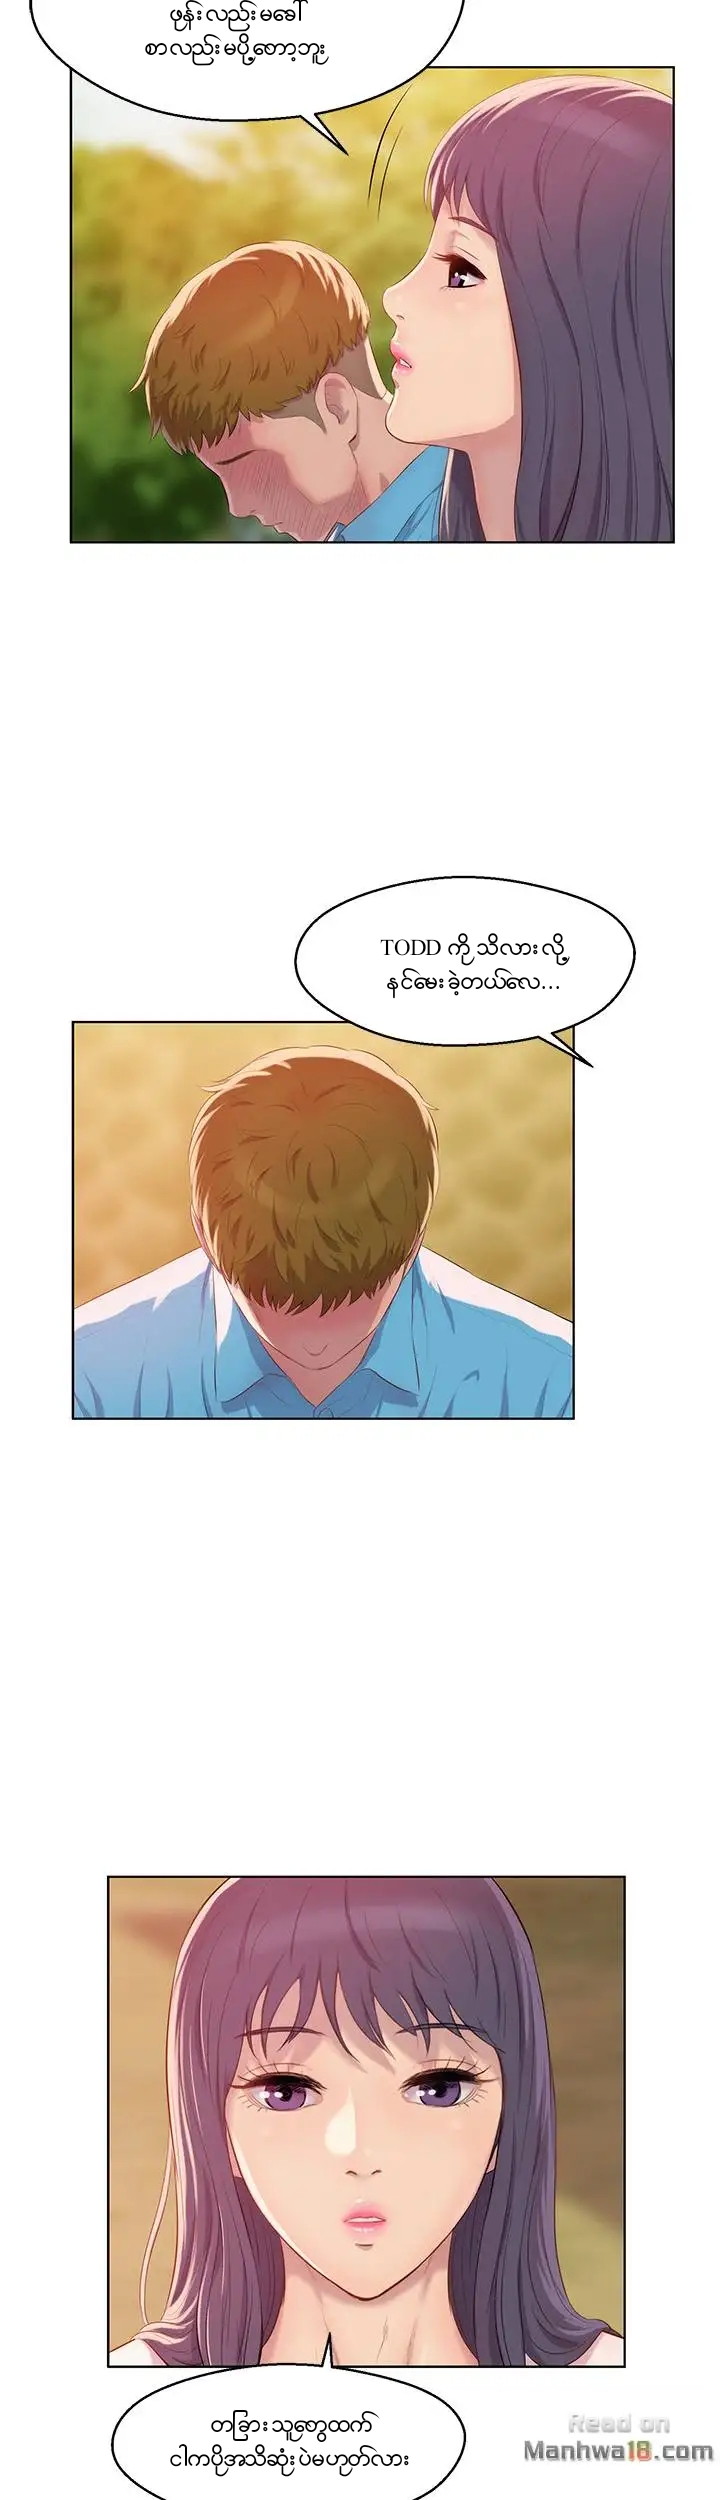 ဖုန်းလည်းမခေါ်
စာလည်းမပို့တော့ဘူး
TODD ကို သိလားလို့
နင်မေးခဲ့တယ်လေ...
တခြားသူတွေထက်
ငါကပိုအသိဆုံးပဲမဟုတ်လား
Read on
Manhwa18.com